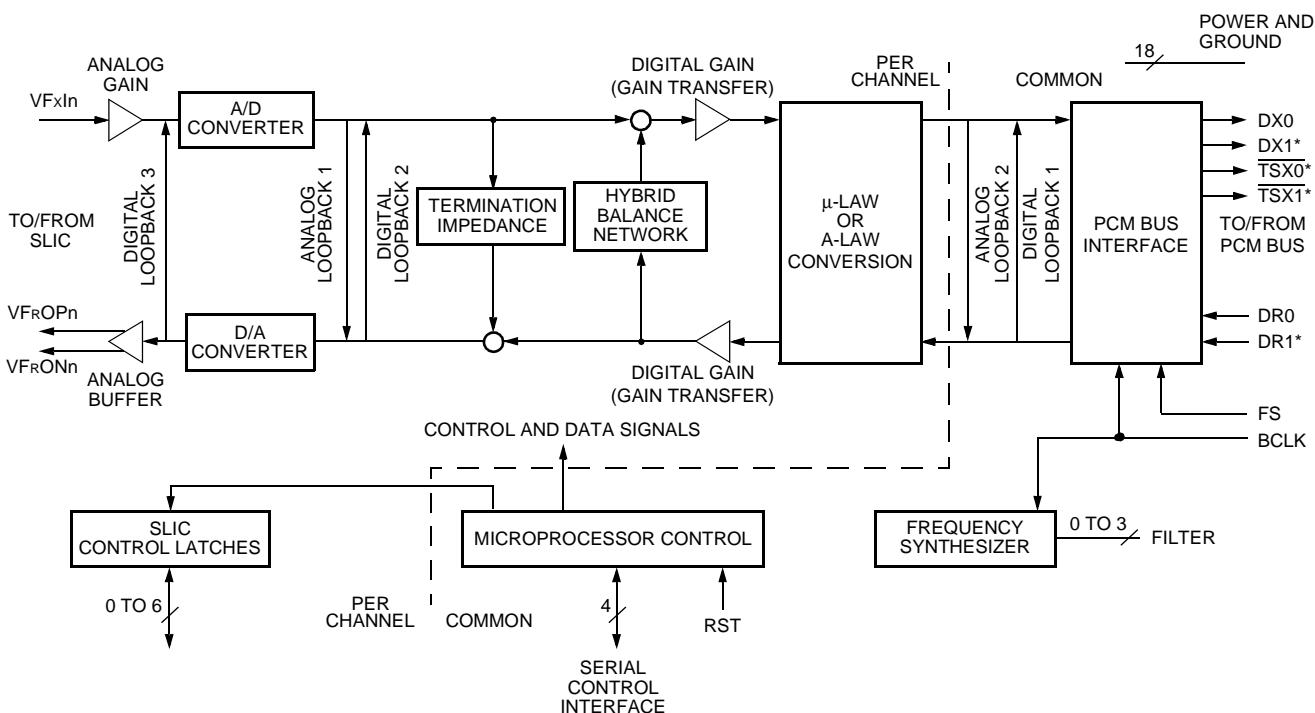 POWER AND
GROUND
18
ANALOG
GAIN
DIGITAL GAIN
(GAIN TRANSFER)
PER
CHANNEL
COMMON
VFxIn
A/D
CONVERTER
DX0
DX1*
TSX0*
TSX1*
TO/FROM
SLIC
DIGITAL
LOOPBACK 3
ANALOG
LOOPBACK 1
DIGITAL
LOOPBACK 2
TERMINATION
IMPEDANCE
HYBRID
BALANCE
NETWORK
μ-LAW
OR
A-LAW
CONVERSION
ANALOG
LOOPBACK 2
DIGITAL
LOOPBACK 1
PCM BUS
INTERFACE
TO/FROM
PCM BUS
VFROPn
VFRONn
D/A
CONVERTER
ANALOG
BUFFER
DIGITAL GAIN
(GAIN TRANSFER)
DR0
DR1*
FS
BCLK
CONTROL AND DATA SIGNALS
SLIC
CONTROL LATCHES
MICROPROCESSOR CONTROL
FREQUENCY
SYNTHESIZER
0 TO 3
FILTER
0 TO 6
PER
CHANNEL
COMMON
4
RST
SERIAL
CONTROL
INTERFACE